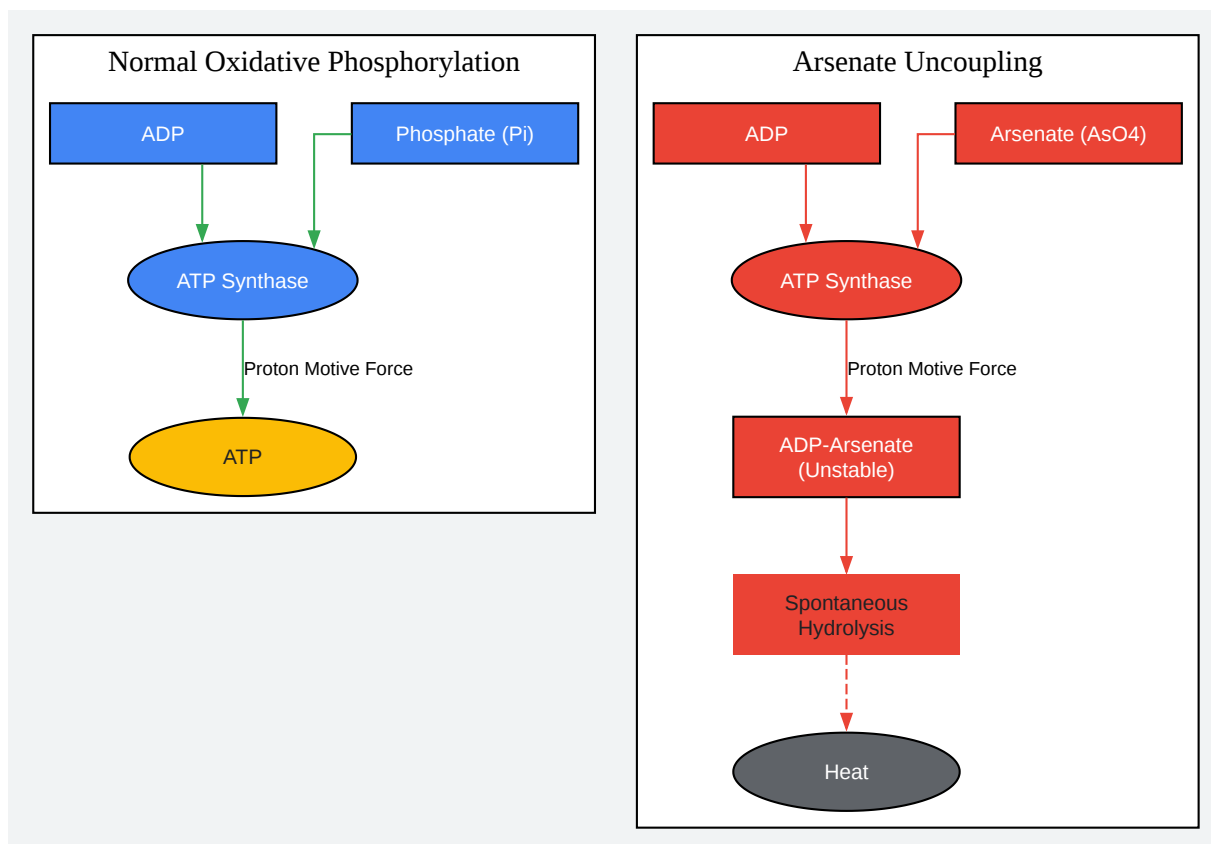 Normal Oxidative Phosphorylation
ADP
Phosphate (Pi)
ATP Synthase
Proton Motive Force
ATP
Arsenate Uncoupling
ADP
Arsenate (AsO4)
ATP Synthase
Proton Motive Force
ADP-Arsenate
(Unstable)
Spontaneous
Hydrolysis
Heat